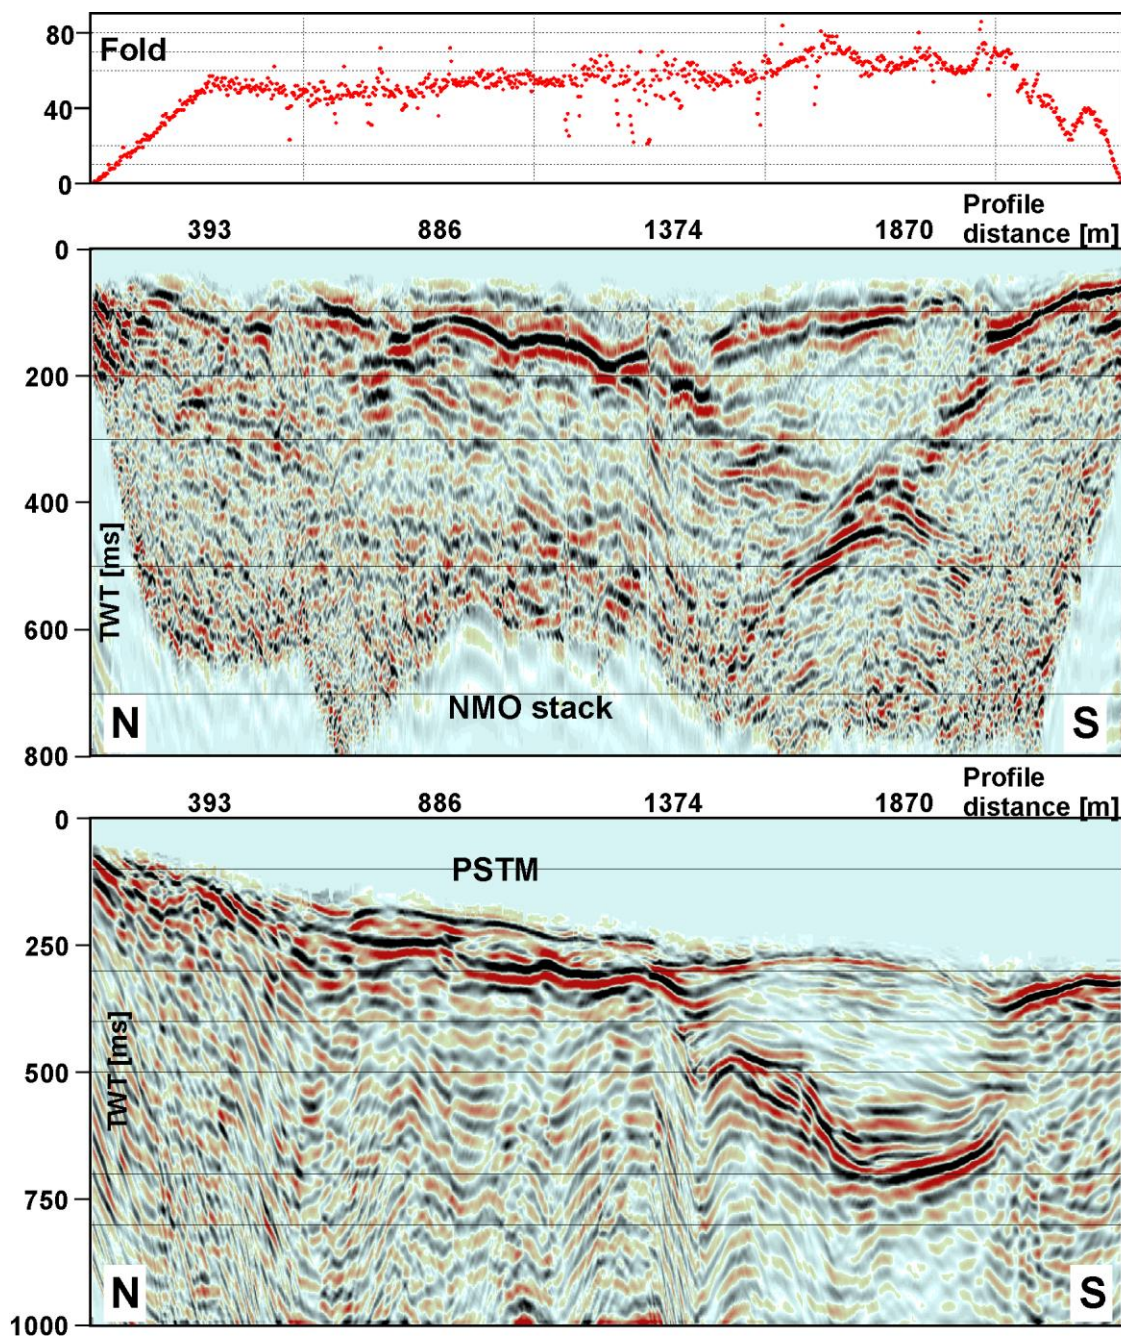 80
Fold
40
0
393 886 1374 1870 Profile distance [m]
0
200
400
TWT [ms]
600
NMO stack
N S
800
393 886 1374 1870 Profile distance [m]
0
PSTM
250
500
TWT [ms]
750
N S
1000